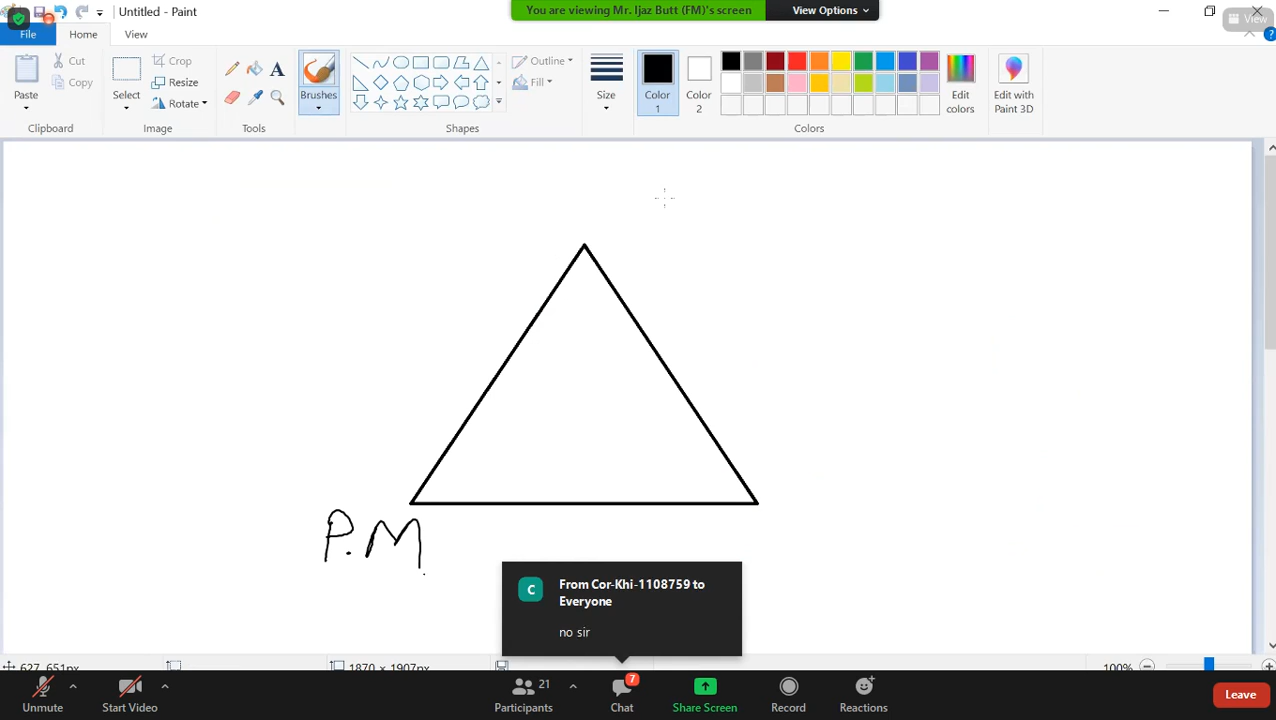 Untitled - Paint
You are viewing Mr. Ijaz Butt (FM)'s screen
View Options
View
File
Home
View
Paste
Cut
Copy
Clipboard
Select
Crop
Resize
Rotate
Image
A
Tools
Brushes
Shapes
Outline
Fill
Size
Color
1
Color
2
Colors
Edit
colors
Edit with
Paint 3D
P.M.
C
From Cor-Khi-1108759 to
Everyone
no sir
627, 651px
1870 × 1907px
100%
Unmute
Start Video
21
Participants
7
Chat
Share Screen
Record
Reactions
Leave